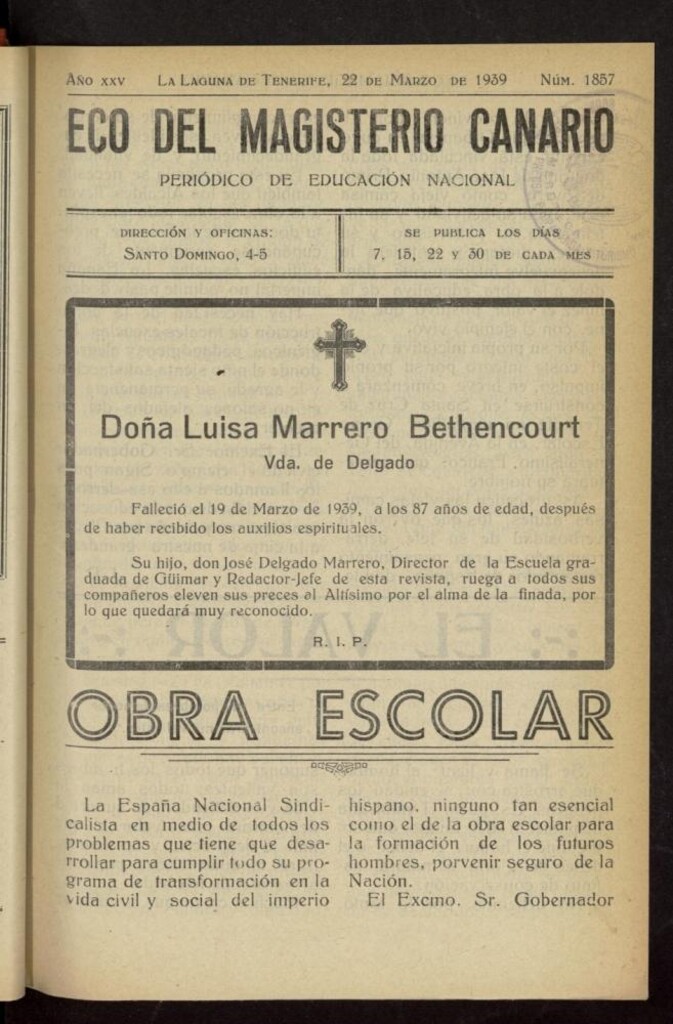 AÑO XXV LA LAGUNA DE TENERIFE, 22 DE MARZO DE 1939 NÚM. 1857
ECO DEL MAGISTERIO CANARIO
PERIÓDICO DE EDUCACIÓN NACIONAL
DIRECCIÓN Y OFICINAS:
SANTO DOMINGO, 4-5
SE PUBLICA LOS DÍAS
7, 15, 22 Y 30 DE CADA MES
Doña Luisa Marrero Bethencourt
Vda. de Delgado
Falleció el 19 de Marzo de 1939, a los 87 años de edad, después
de haber recibido los auxilios espirituales.
Su hijo, don José Delgado Marrero, Director de la Escuela gra-
duada de Güimar y Redactor-Jefe de esta revista, ruega a todos sus
compañeros eleven sus preces al Altísimo por el alma de la finada, por
lo que quedará muy reconocido.
R. I. P.
OBRA ESCOLAR
La España Nacional Sindi-
calista en medio de todos los
problemas que tiene que desa-
rrollar para cumplir todo su pro-
grama de transformación en la
vida civil y social del imperio
hispano, ninguno tan esencial
como el de la obra escolar para
la formación de los futuros
hombres, porvenir seguro de la
Nación.
El Excmo. Sr. Gobernador